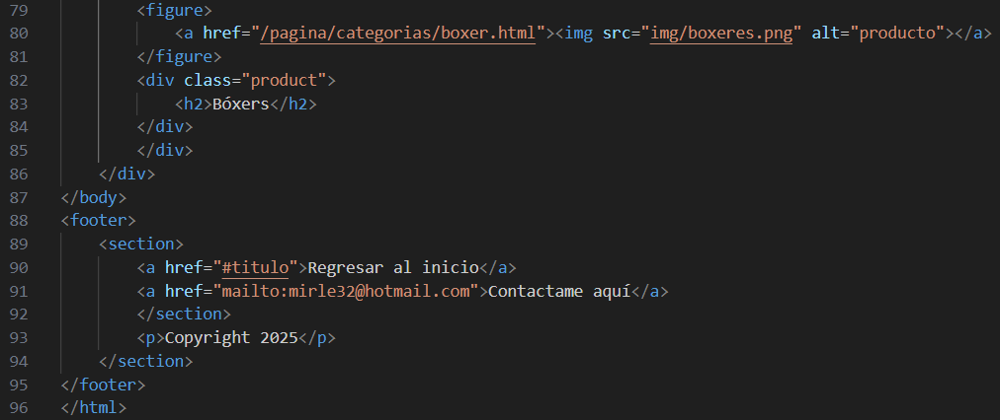 79 <figure>
80 <a href="/pagina/categorias/boxer.html"><img src="img/boxeres.png" alt="producto"></a>
81 </figure>
82 <div class="product">
83 <h2>Bóxers</h2>
84 </div>
85 </div>
86 </div>
87 </body>
88 <footer>
89 <section>
90 <a href="#titulo">Regresar al inicio</a>
91 <a href="mailto:mirle32@hotmail.com">Contactame aquí</a>
92 </section>
93 <p>Copyright 2025</p>
94 </section>
95 </footer>
96 </html>